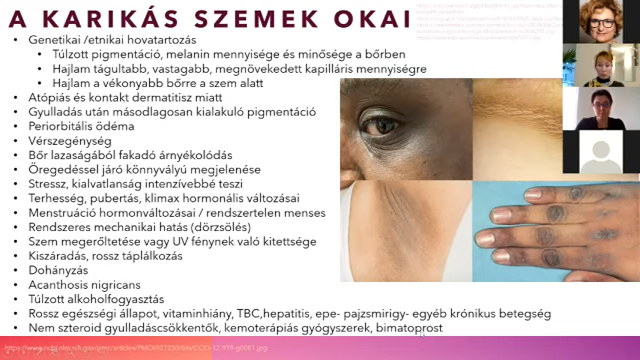 A KARIKÁS SZEMEK OKAI
• Genetikai /etnikai hovatartozás
• Túlzott pigmentáció, melanin mennyisége és minősége a bőrben
• Hajlam tágultabb, vastagabb, megnövekedett kapilláris mennyiségre
• Hajlam a vékonyabb bőrre a szem alatt
• Atópiás és kontakt dermatitisz miatt
• Gyulladás után másodlagosan kialakuló pigmentáció
• Periorbitális ödéma
• Vérszegénység
• Bőr lazaságából fakadó árnyékolódás
• Öregedéssel járó könnyvályú megjelenése
• Stressz, kialvatlanság intenzívebbé teszi
• Terhesség, pubertás, klimax hormonális változásai
• Menstruáció hormonváltozásai / rendszertelen menses
• Rendszeres mechanikai hatás (dörzsölés)
• Szem megerőltetése vagy UV fénynek való kitettsége
• Kiszáradás, rossz táplálkozás
• Dohányzás
• Acanthosis nigricans
• Túlzott alkoholfogyasztás
• Rossz egészségi állapot, vitaminhiány, TBC,hepatitis, epe- pajzsmirigy- egyéb krónikus betegség
• Nem szteroid gyulladáscsökkentők, kemoterápiás gyógyszerek, bimatoprost